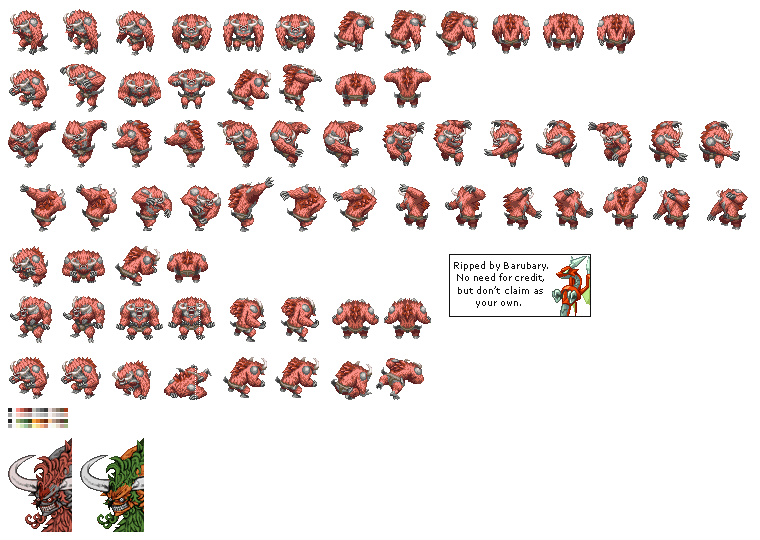 Ripped by Barubary.
No need for credit,
but don't claim as
your own.